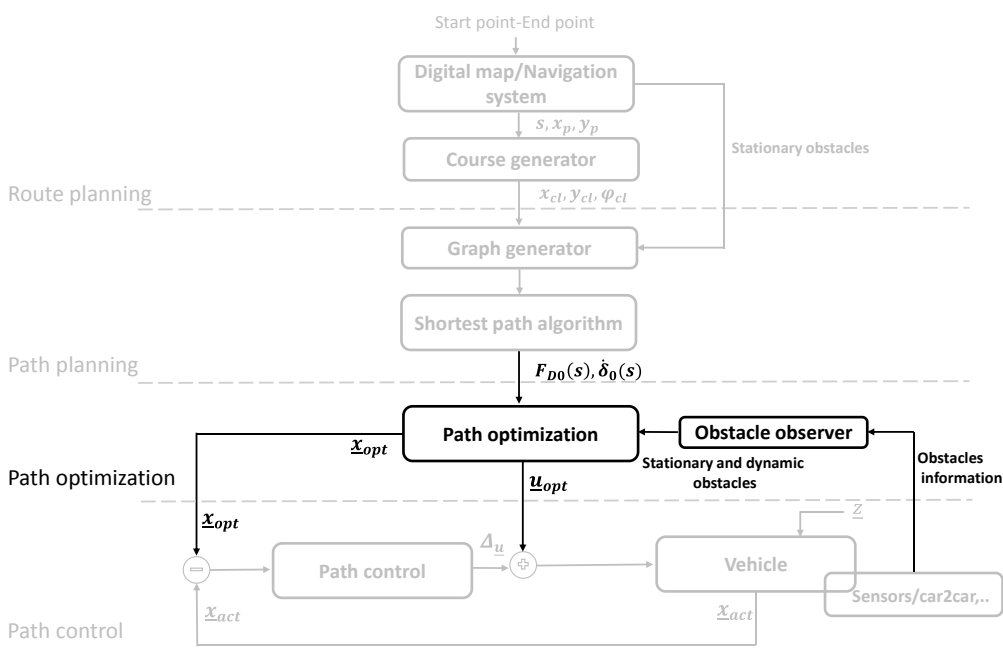 Start point-End point
Digital map/Navigation
system
s, x_p, y_p
Stationary obstacles
Course generator
Route planning
x_cl, y_cl, φ_cl
Graph generator
Shortest path algorithm
Path planning
F_D0(s), δ̇_0(s)
Path optimization
Obstacle observer
x_opt
Stationary and dynamic
obstacles
Obstacles
information
Path optimization
u_opt
x_opt
z
Δ_u
Path control
Vehicle
Sensors/car2car,..
x_act
x_act
Path control